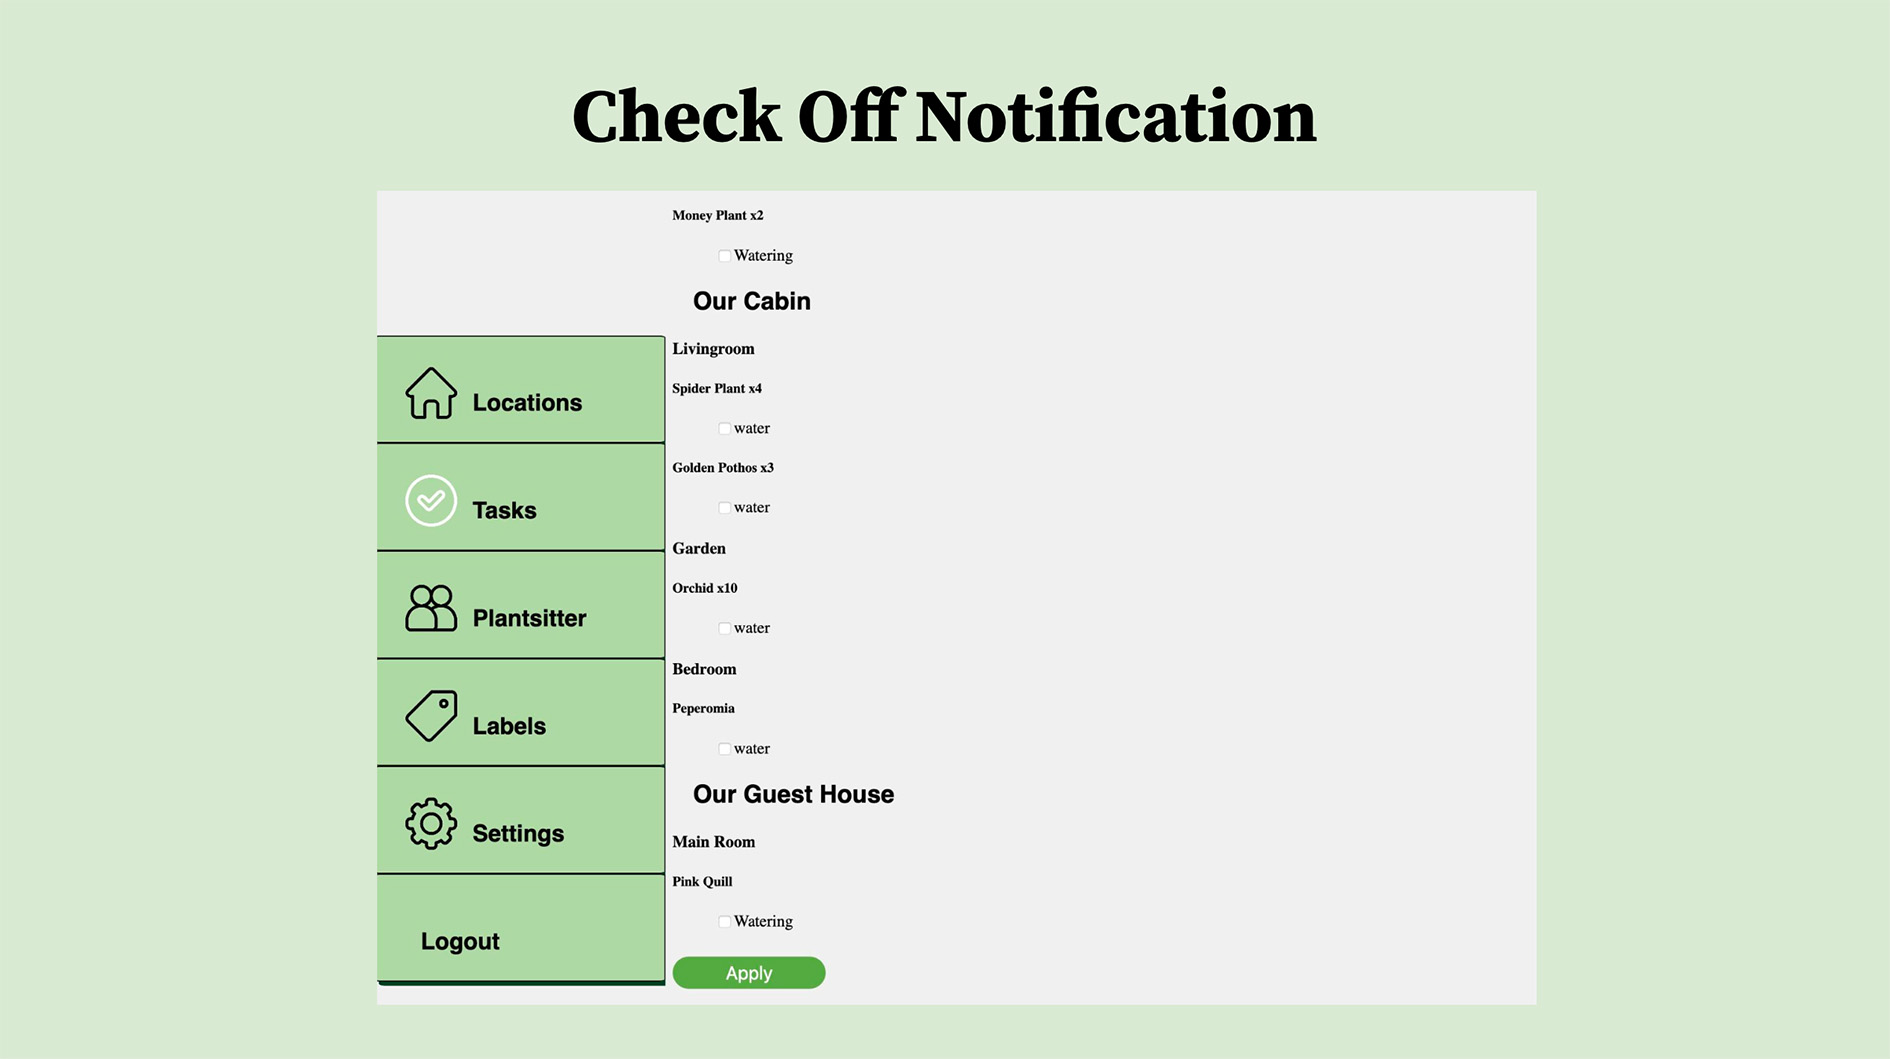 Check Off Notification
Locations
Tasks
Plantsitter
Labels
Settings
Logout
Money Plant x2
Watering
Our Cabin
Livingroom
Spider Plant x4
water
Golden Pothos x3
water
Garden
Orchid x10
water
Bedroom
Peperomia
water
Our Guest House
Main Room
Pink Quill
Watering
Apply